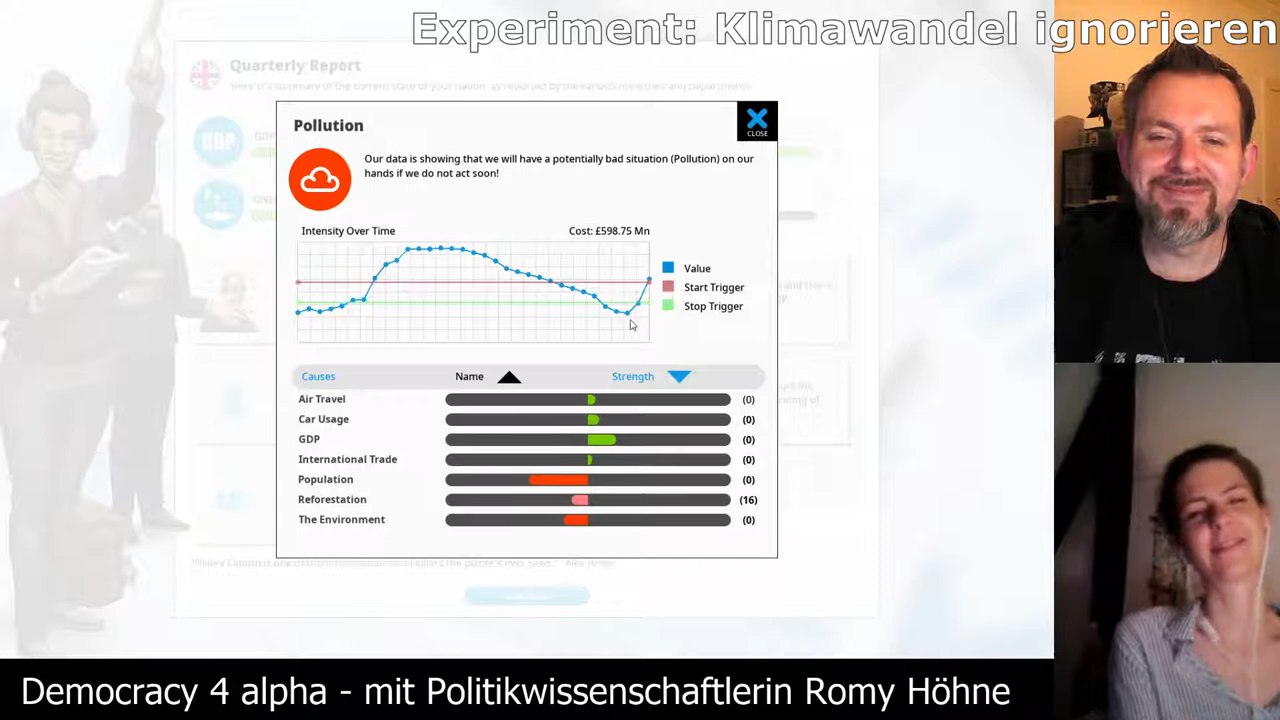 Experiment: Klimawandel ignorieren
Quarterly Report
GDP
Pollution
CLOSE
Our data is showing that we will have a potentially bad situation (Pollution) on our
hands if we do not act soon!
Intensity Over Time
Cost: £598.75 Mn
Value
Start Trigger
Stop Trigger
Causes Name Strength
Air Travel (0)
Car Usage (0)
GDP (0)
International Trade (0)
Population (0)
Reforestation (16)
The Environment (0)
Democracy 4 alpha - mit Politikwissenschaftlerin Romy Höhne